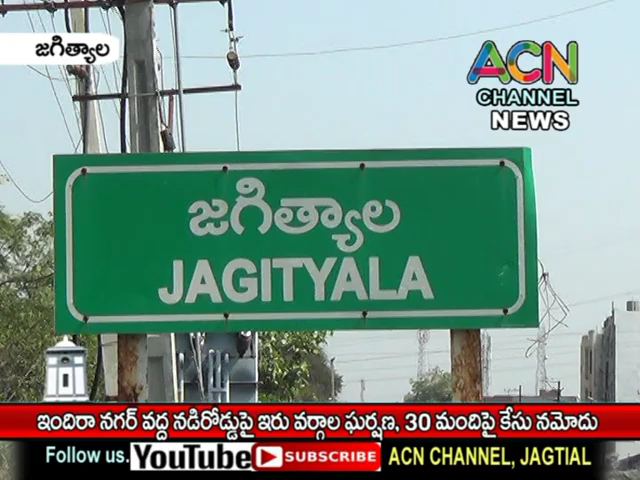 జగిత్యాల
ACN
CHANNEL
NEWS
జగిత్యాల
JAGITYALA
ఇందిరా నగర్ వద్ద నడిరోడ్డుపై ఇరు వర్గాల ఘర్షణ, 30 మందిపై కేసు నమోదు
Follow us. YouTube SUBSCRIBE ACN CHANNEL, JAGTIAL